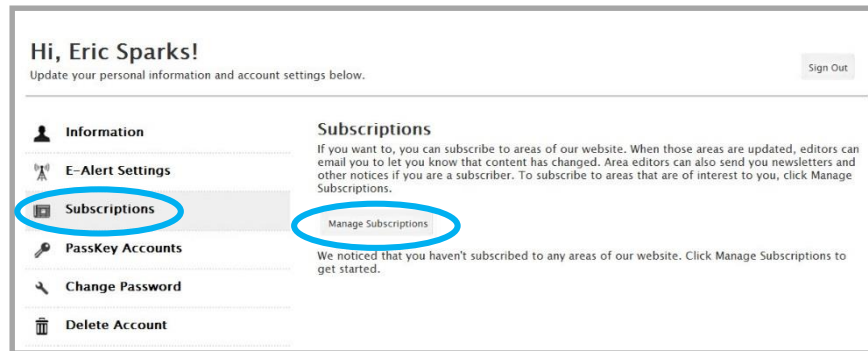 Hi, Eric Sparks!
Update your personal information and account settings below.
Sign Out
Information
E-Alert Settings
Subscriptions
PassKey Accounts
Change Password
Delete Account
Subscriptions
If you want to, you can subscribe to areas of our website. When those areas are updated, editors can
email you to let you know that content has changed. Area editors can also send you newsletters and
other notices if you are a subscriber. To subscribe to areas that are of interest to you, click Manage
Subscriptions.
Manage Subscriptions
We noticed that you haven't subscribed to any areas of our website. Click Manage Subscriptions to
get started.